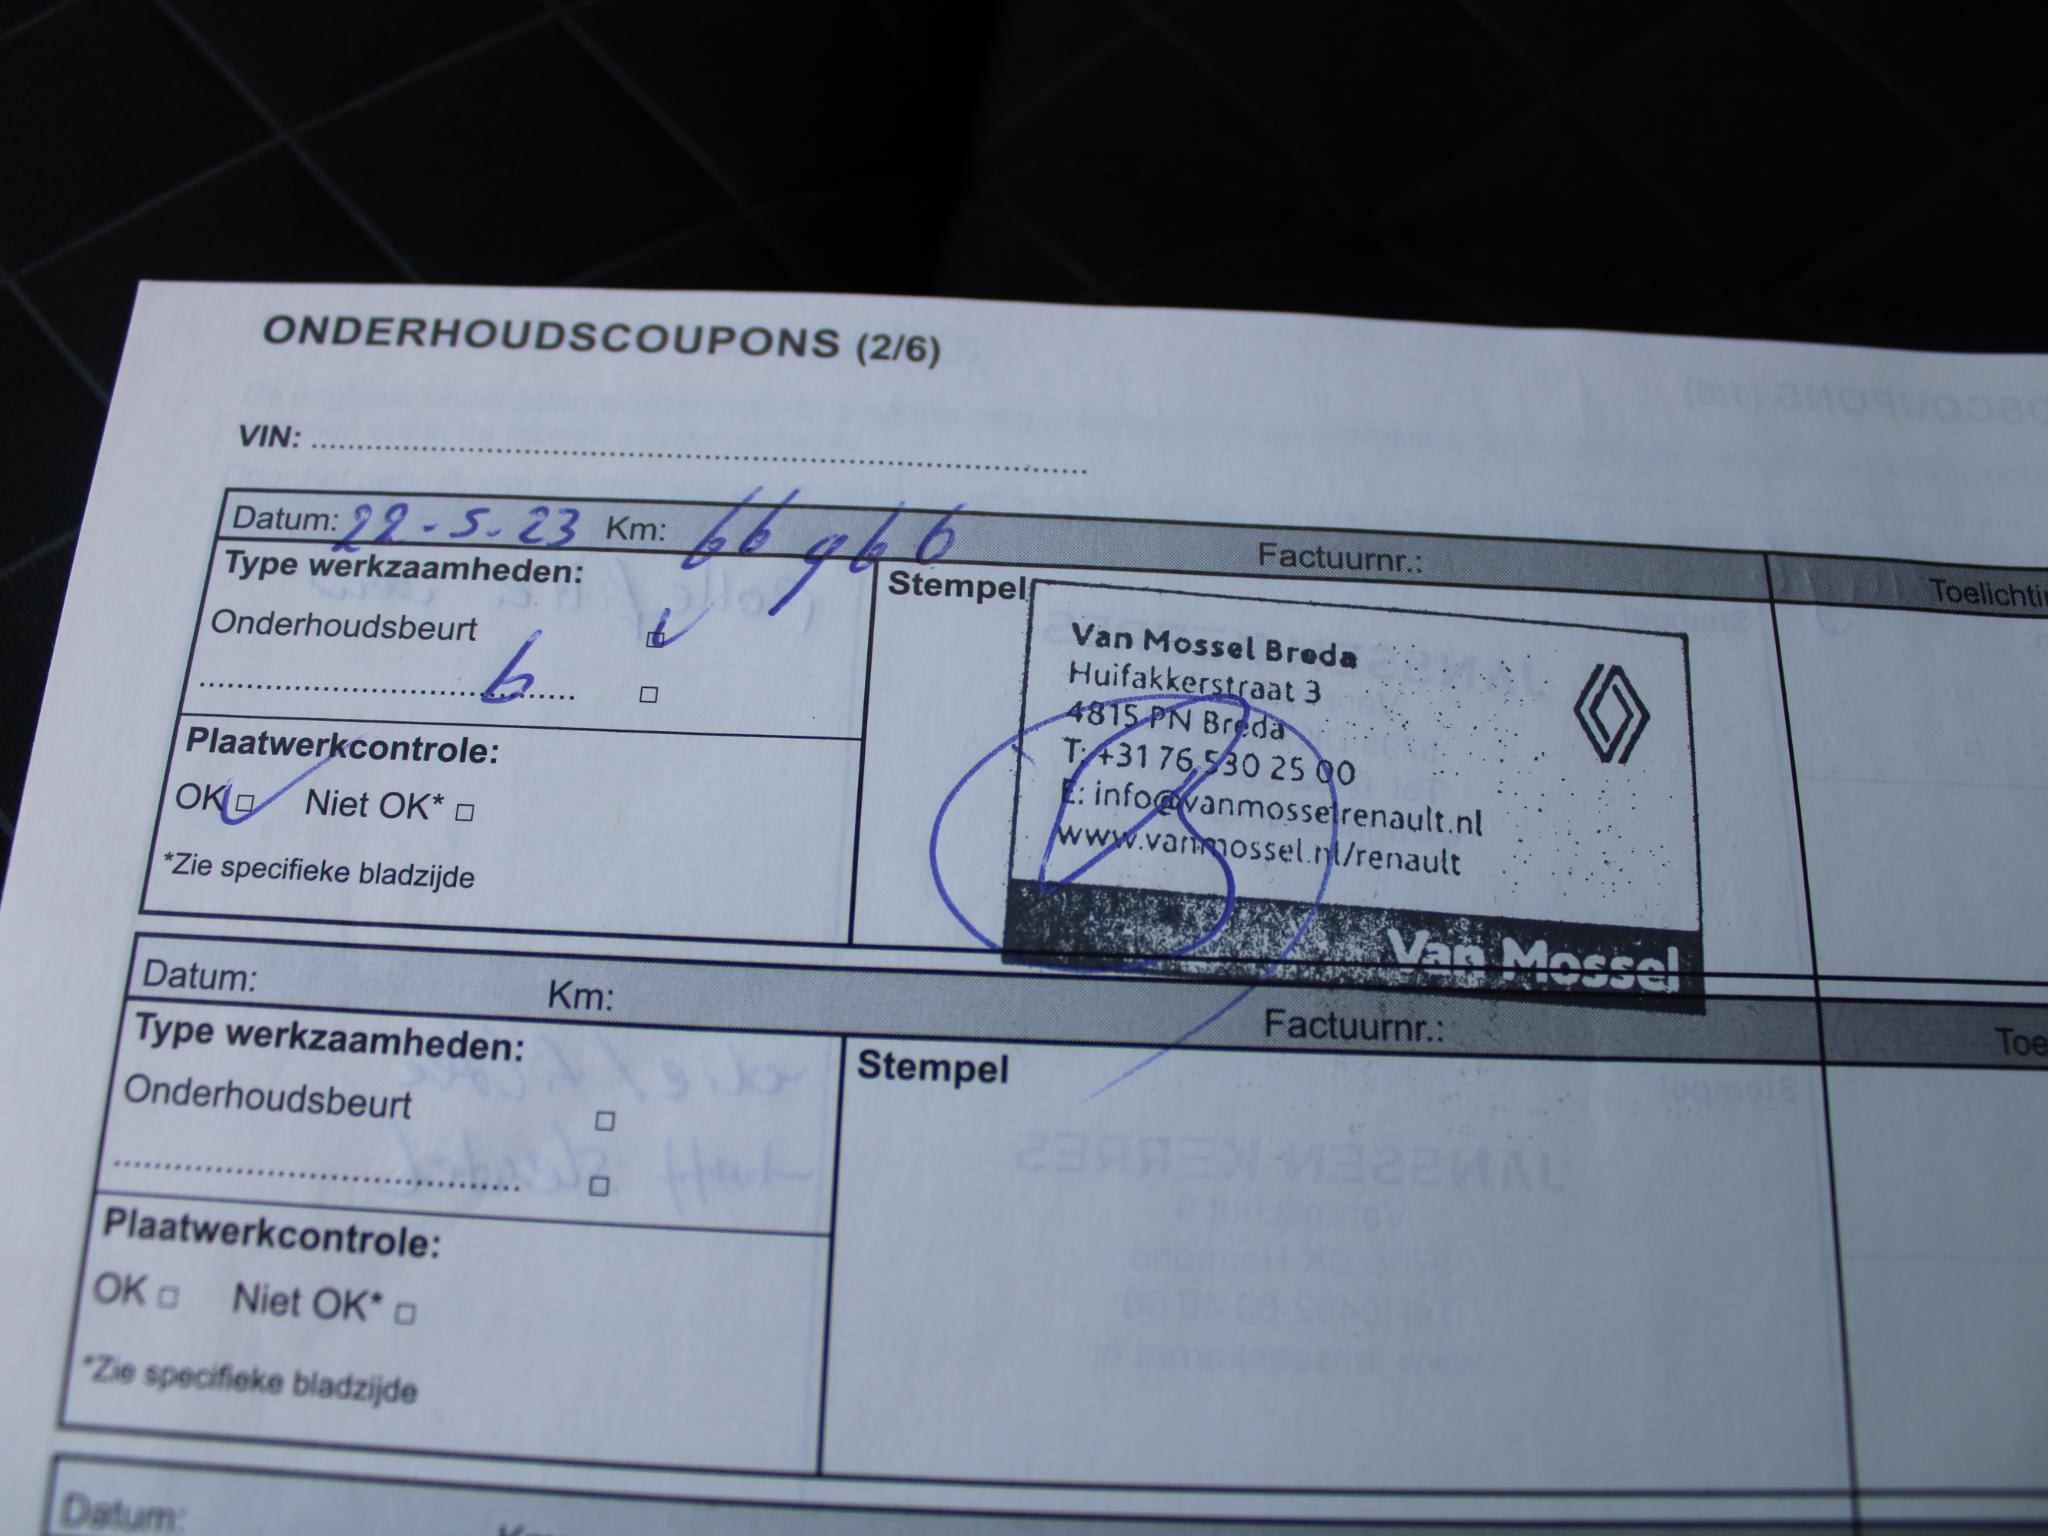 ONDERHOUDSCOUPONS (2/6)
VIN:
Datum: 22-5-23 Km: 66966 Factuurnr.:
Type werkzaamheden:
Onderhoudsbeurt
b
Plaatwerkcontrole:
OK Niet OK*
*Zie specifieke bladzijde
Stempel
Van Mossel Breda
Huifakkerstraat 3
4815 PN Breda
T: +31 76 530 25 00
E: info@vanmosselrenault.nl
www.vanmossel.nl/renault
Van Mossel
Toelichti
Datum: Km: Factuurnr.: Toe
Type werkzaamheden:
Onderhoudsbeurt
Plaatwerkcontrole:
OK Niet OK*
*Zie specifieke bladzijde
Stempel
JANSSEN KERRES
Datum: